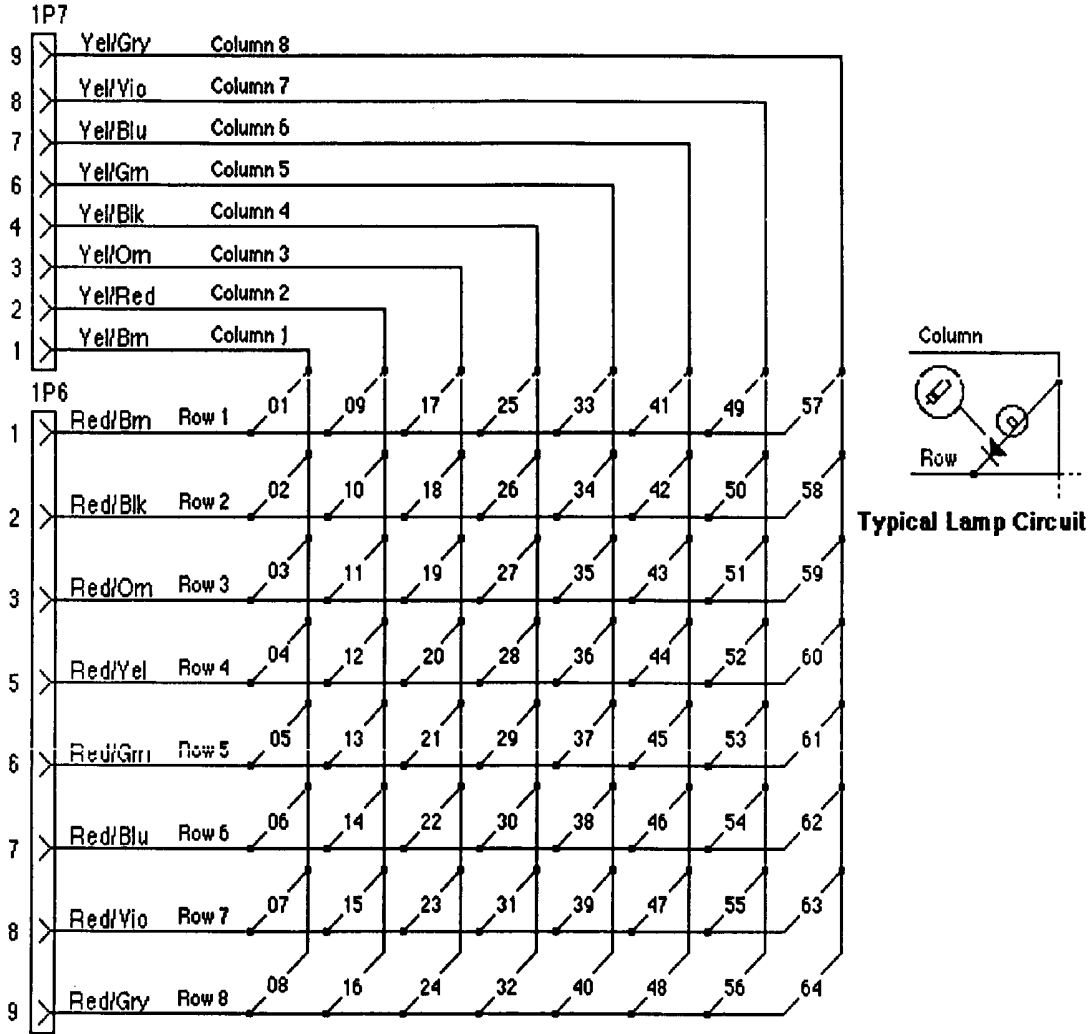 1P7
9 Yel/Gry Column 8
8 Yel/Vio Column 7
7 Yel/Blu Column 6
6 Yel/Grn Column 5
4 Yel/Blk Column 4
3 Yel/Orn Column 3
2 Yel/Red Column 2
1 Yel/Brn Column 1
1P6
1 Red/Brn Row 1 01 09 17 25 33 41 49 57
2 Red/Blk Row 2 02 10 18 26 34 42 50 58
3 Red/Orn Row 3 03 11 19 27 35 43 51 59
5 Red/Yel Row 4 04 12 20 28 36 44 52 60
6 Red/Grn Row 5 05 13 21 29 37 45 53 61
7 Red/Blu Row 6 06 14 22 30 38 46 54 62
8 Red/Vio Row 7 07 15 23 31 39 47 55 63
9 Red/Gry Row 8 08 16 24 32 40 48 56 64
Column
Row
Typical Lamp Circuit